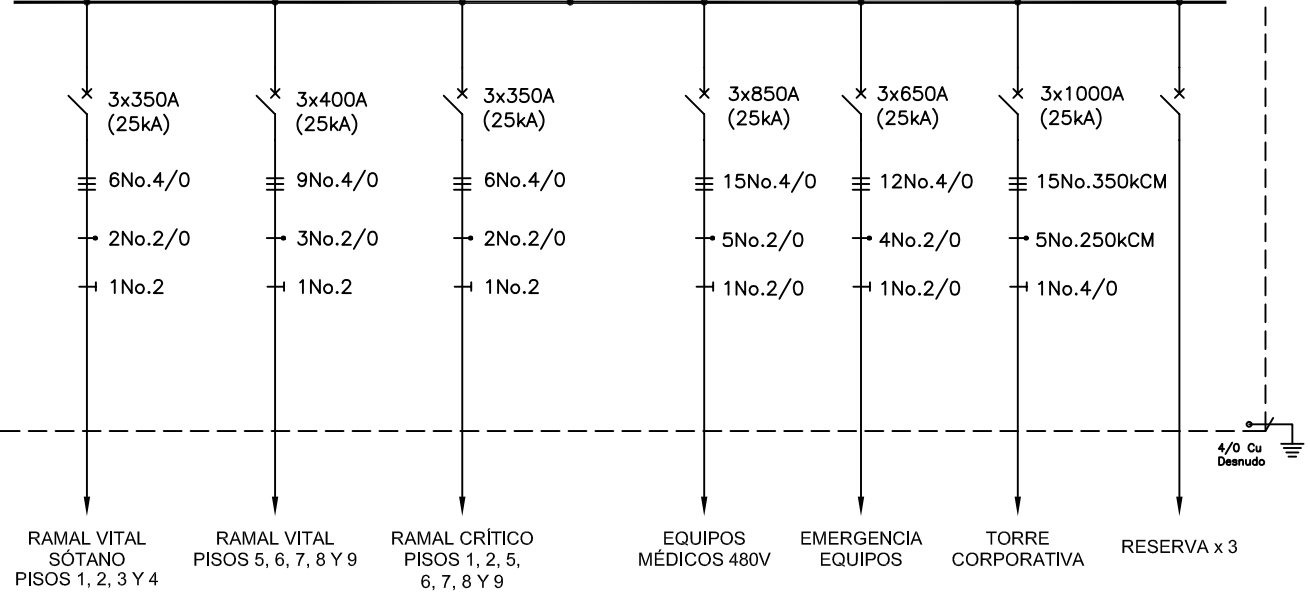 3x350A
(25kA)
6No.4/0
2No.2/0
1No.2
RAMAL VITAL
SÓTANO
PISOS 1, 2, 3 Y 4
3x400A
(25kA)
9No.4/0
3No.2/0
1No.2
RAMAL VITAL
PISOS 5, 6, 7, 8 Y 9
3x350A
(25kA)
6No.4/0
2No.2/0
1No.2
RAMAL CRÍTICO
PISOS 1, 2, 5,
6, 7, 8 Y 9
3x850A
(25kA)
15No.4/0
5No.2/0
1No.2/0
EQUIPOS
MÉDICOS 480V
3x650A
(25kA)
12No.4/0
4No.2/0
1No.2/0
EMERGENCIA
EQUIPOS
3x1000A
(25kA)
15No.350kCM
5No.250kCM
1No.4/0
TORRE
CORPORATIVA
RESERVA x 3
4/0 Cu
Desnudo